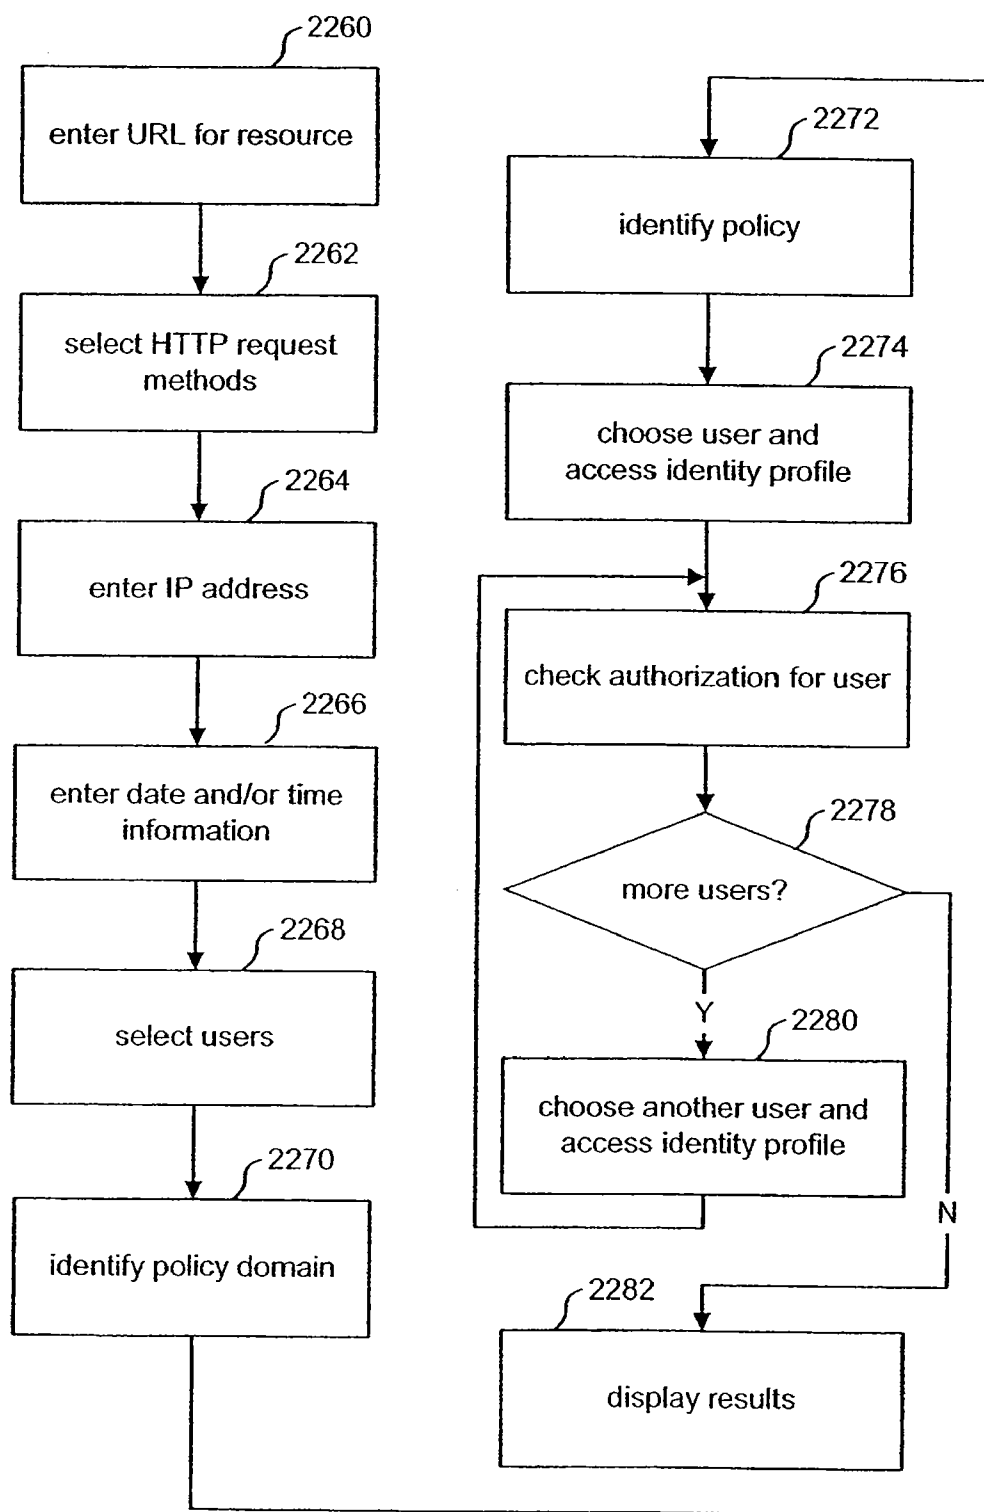 2260
enter URL for resource
2262
select HTTP request
methods
2264
enter IP address
2266
enter date and/or time
information
2268
select users
2270
identify policy domain
2272
identify policy
2274
choose user and
access identity profile
2276
check authorization for user
2278
more users?
Y
2280
choose another user and
access identity profile
N
2282
display results